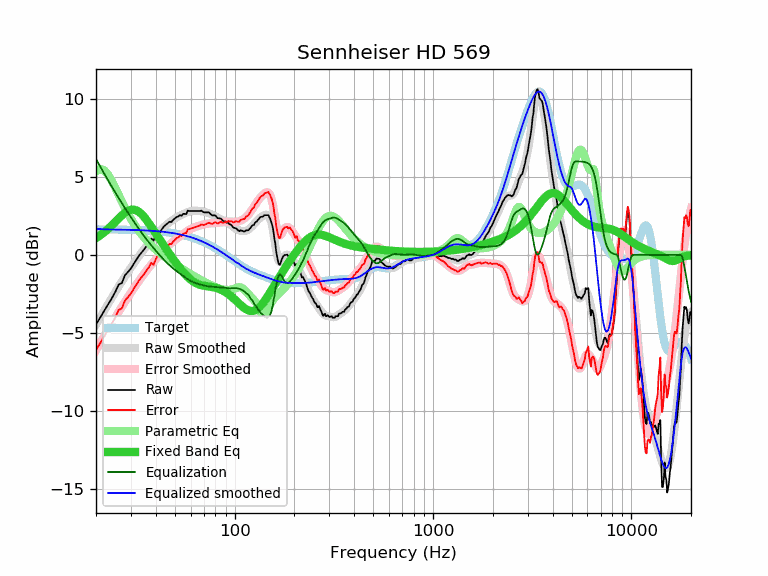 Sennheiser HD 569
Amplitude (dBr)
10
5
0
−5
−10
−15
Target
Raw Smoothed
Error Smoothed
Raw
Error
Parametric Eq
Fixed Band Eq
Equalization
Equalized smoothed
100
1000
10000
Frequency (Hz)